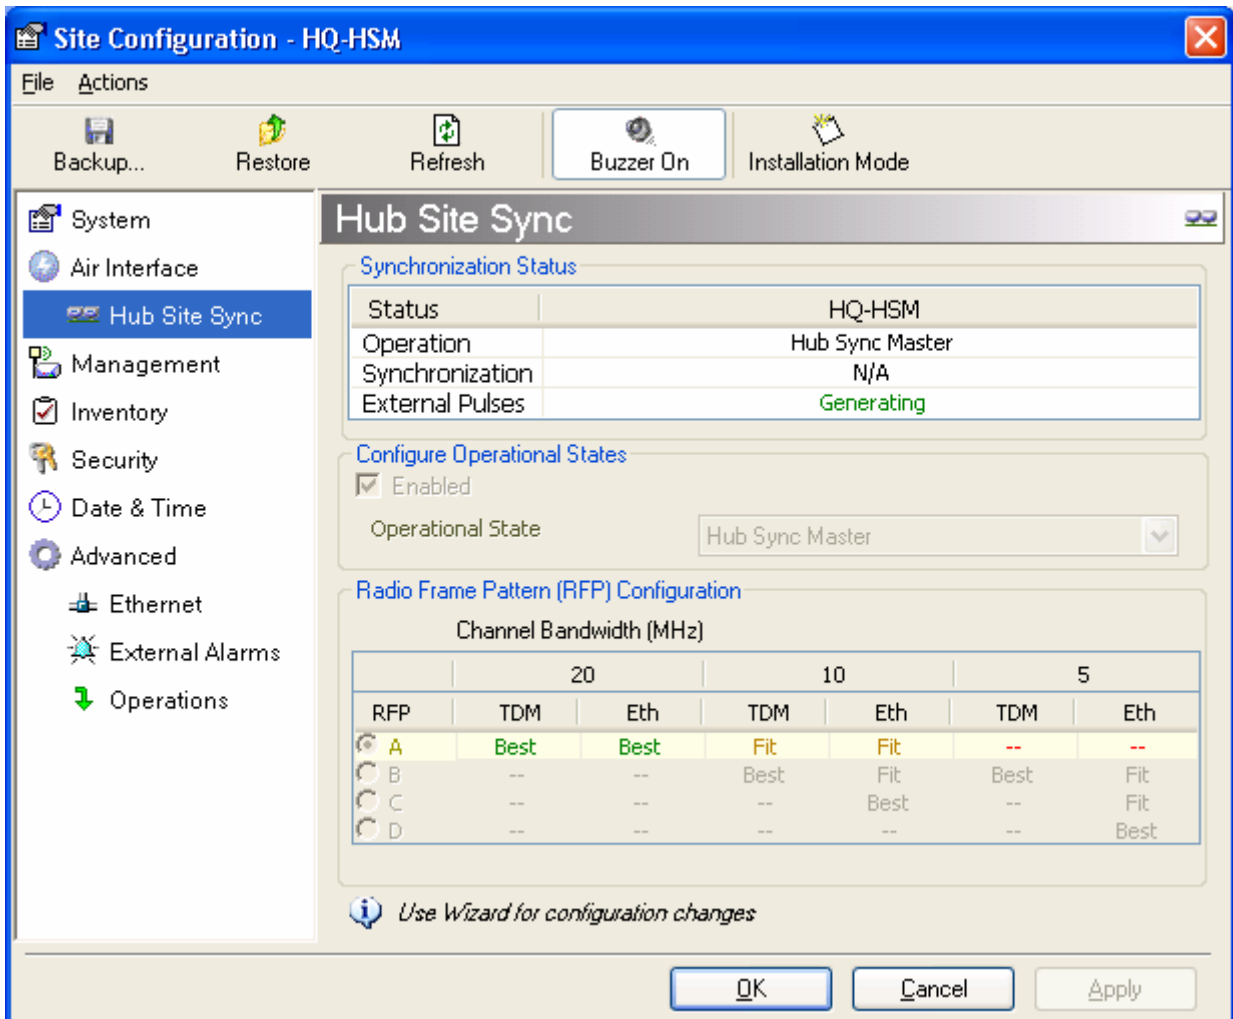 Site Configuration - HQ-HSM
File Actions
Backup... Restore Refresh Buzzer On Installation Mode
System
Air Interface
Hub Site Sync
Management
Inventory
Security
Date & Time
Advanced
Ethernet
External Alarms
Operations
Hub Site Sync
Synchronization Status
Status HQ-HSM
Operation Hub Sync Master
Synchronization N/A
External Pulses Generating
Configure Operational States
Enabled
Operational State Hub Sync Master
Radio Frame Pattern (RFP) Configuration
Channel Bandwidth (MHz)
20 10 5
RFP TDM Eth TDM Eth TDM Eth
A Best Best Fit Fit -- --
B -- -- Best Fit Best Fit
C -- -- -- Best -- Fit
D -- -- -- -- -- Best
Use Wizard for configuration changes
OK Cancel Apply